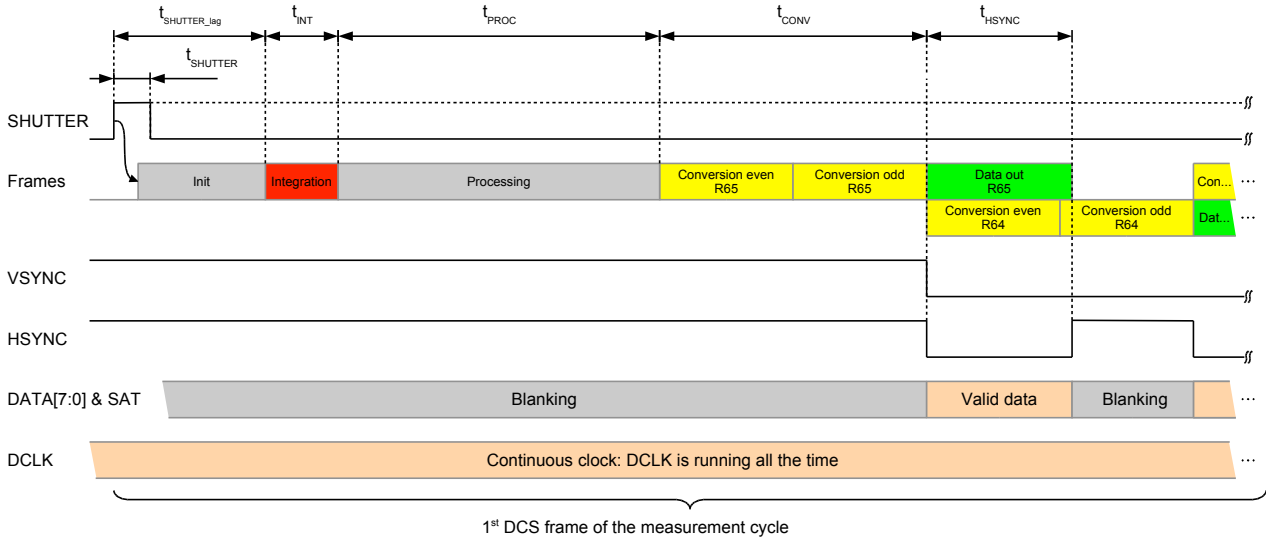 tSHUTTER_lag
tINT
tPROC
tCONV
tHSYNC
tSHUTTER
SHUTTER
Frames
Init
Integration
Processing
Conversion even
R65
Conversion odd
R65
Data out
R65
Con...
...
Conversion even
R64
Conversion odd
R64
Dat...
...
VSYNC
HSYNC
DATA[7:0] & SAT
Blanking
Valid data
Blanking
...
DCLK
Continuous clock: DCLK is running all the time
...
1st DCS frame of the measurement cycle